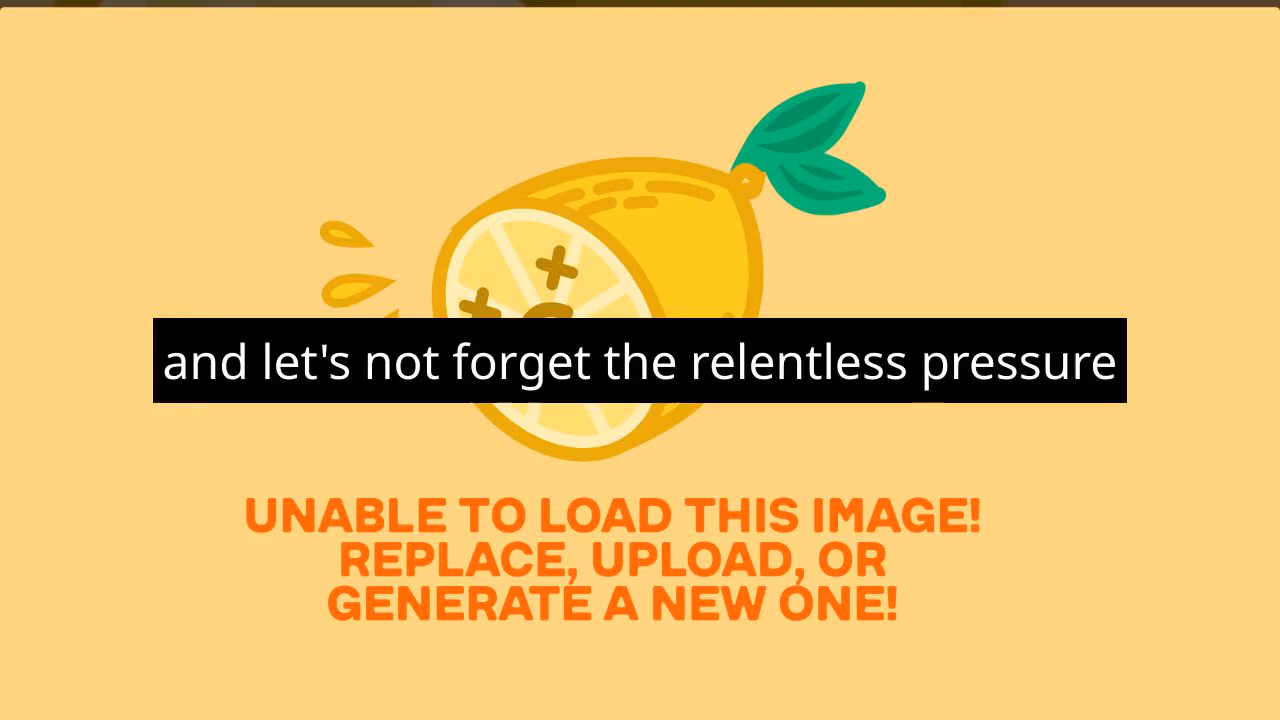 and let's not forget the relentless pressure
UNABLE TO LOAD THIS IMAGE!
REPLACE, UPLOAD, OR
GENERATE A NEW ONE!